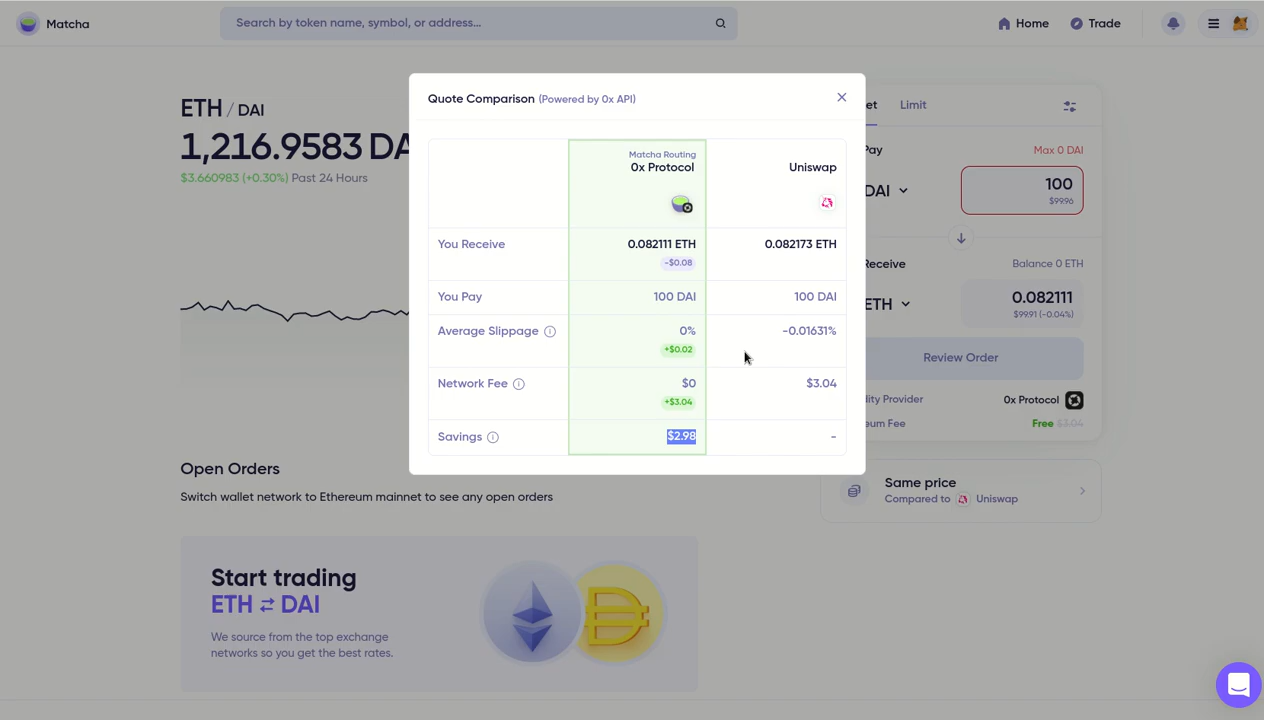 Matcha
Search by token name, symbol, or address...
Home
Trade
ETH / DAI
1,216.9583 DA
$3.660983 (+0.30%) Past 24 Hours
Quote Comparison (Powered by 0x API)
Matcha Routing
0x Protocol
Uniswap
You Receive
0.082111 ETH
0.082173 ETH
-$0.08
You Pay
100 DAI
100 DAI
Average Slippage
0%
-0.01631%
+$0.02
Network Fee
$0
$3.04
+$3.04
Savings
$2.98
-
et
Limit
Pay
Max 0 DAI
DAI
100
$99.96
Receive
Balance 0 ETH
ETH
0.082111
$99.91 (-0.04%)
Review Order
lity Provider
0x Protocol
eum Fee
Free $3.04
Same price
Compared to Uniswap
Open Orders
Switch wallet network to Ethereum mainnet to see any open orders
Start trading
ETH ⇄ DAI
We source from the top exchange
networks so you get the best rates.